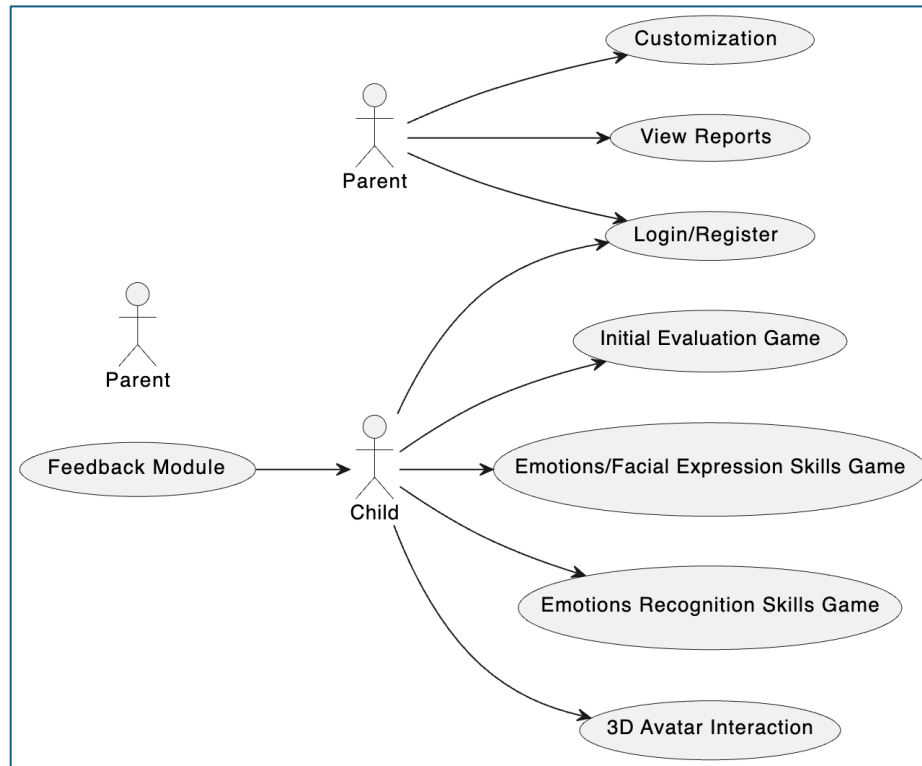 Customization
View Reports
Parent
Login/Register
Initial Evaluation Game
Parent
Feedback Module
Emotions/Facial Expression Skills Game
Child
Emotions Recognition Skills Game
3D Avatar Interaction